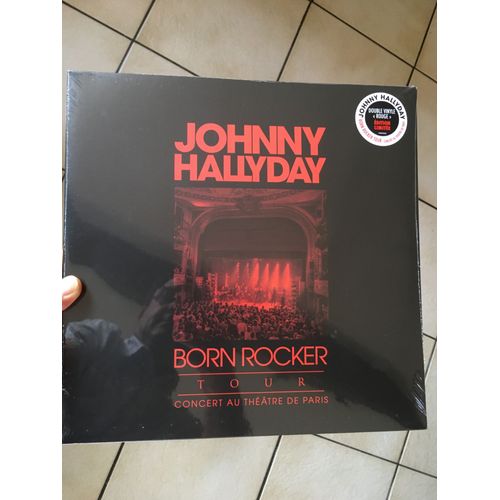 JOHNNY HALLYDAY
DOUBLE VINYLE
« ROUGE »
ÉDITION
LIMITÉE
JOHNNY
HALLYDAY
BORN ROCKER
TOUR
CONCERT AU THÉÂTRE DE PARIS